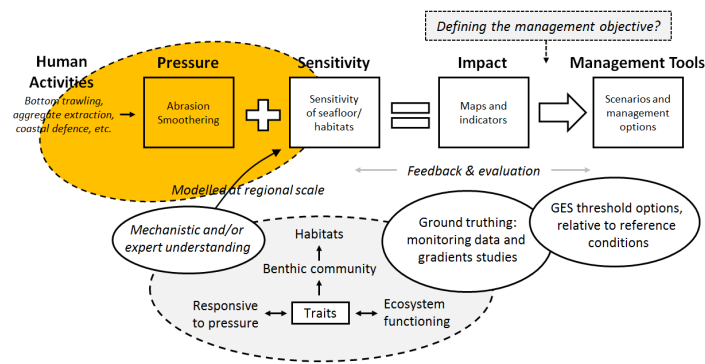 Defining the management objective?
Human
Activities
Pressure
Sensitivity
Impact
Management Tools
Bottom trawling,
aggregate extraction,
coastal defence, etc.
Abrasion
Smoothering
Sensitivity
of seafloor/
habitats
Maps and
indicators
Scenarios and
management
options
Feedback & evaluation
Modelled at regional scale
Mechanistic and/or
expert understanding
Ground truthing:
monitoring data and
gradients studies
GES threshold options,
relative to reference
conditions
Habitats
Benthic community
Responsive
to pressure
Traits
Ecosystem
functioning